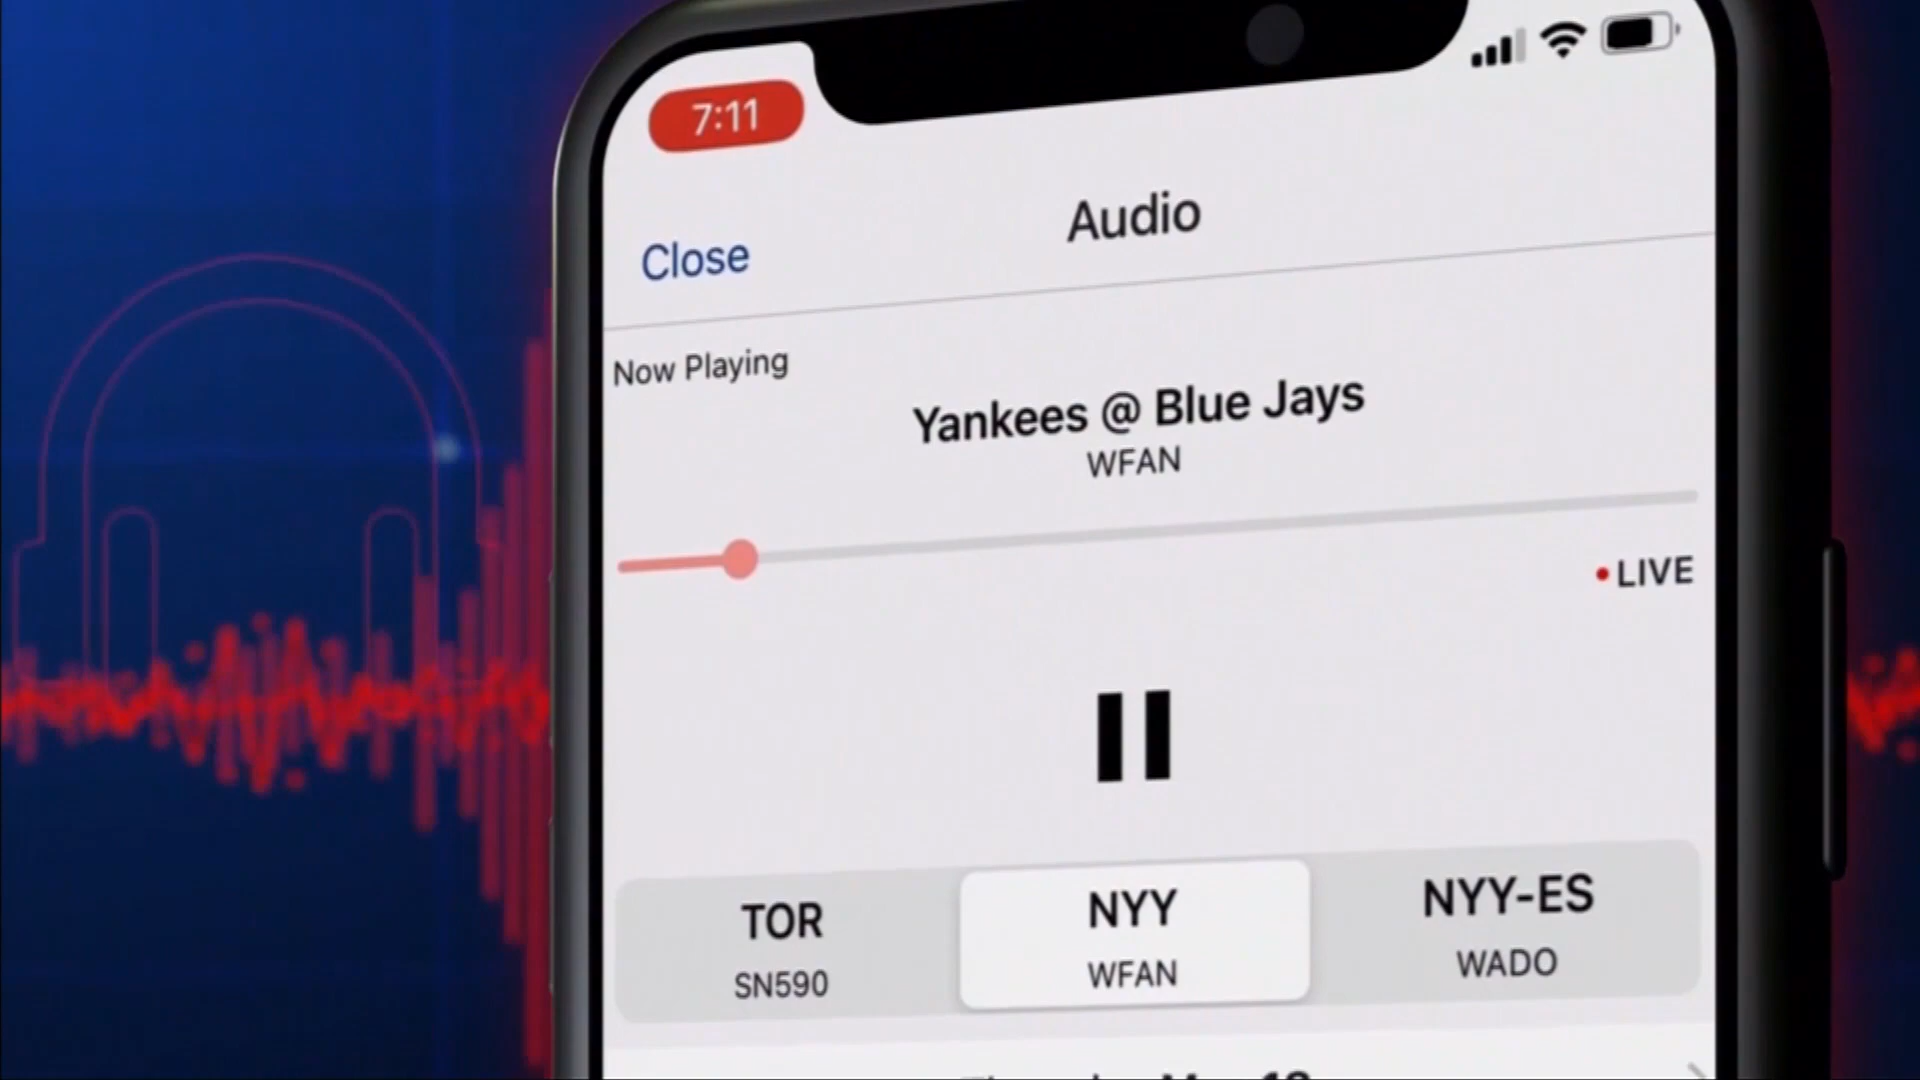 7:11
Close
Audio
Now Playing
Yankees @ Blue Jays
WFAN
LIVE
TOR
NYY
NYY-ES
SN590
WFAN
WADO